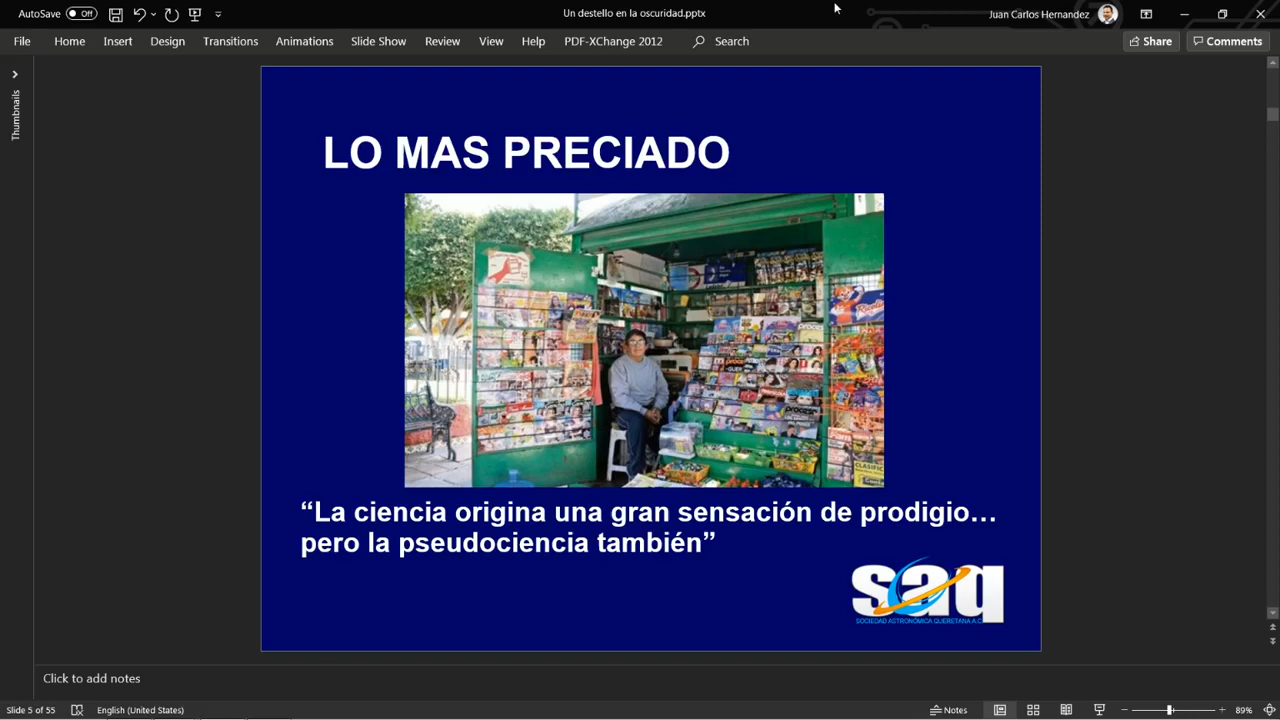 AutoSave Off
Un destello en la oscuridad.pptx
Juan Carlos Hernandez
File Home Insert Design Transitions Animations Slide Show Review View Help PDF-XChange 2012 Search Share Comments
Thumbnails
LO MAS PRECIADO
proceso
CLASIFIC
“La ciencia origina una gran sensación de prodigio…
pero la pseudociencia también”
saq
SOCIEDAD ASTRONÓMICA QUERETANA A.C.
Click to add notes
Slide 5 of 55 English (United States) Notes 89%